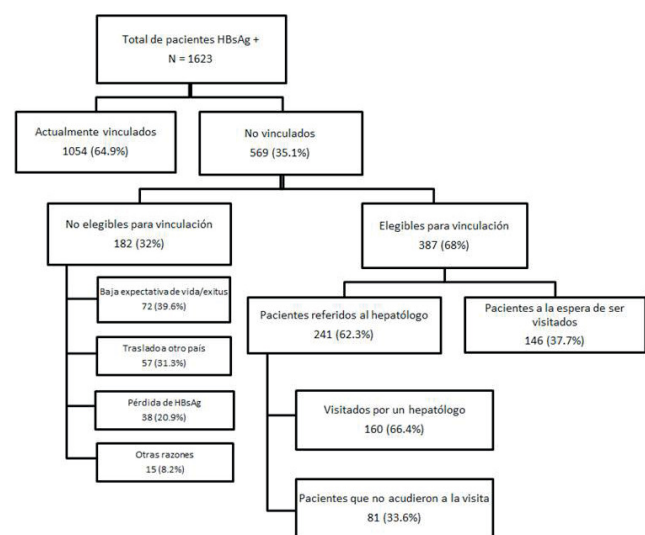 Total de pacientes HBsAg +
N = 1623
Actualmente vinculados
1054 (64.9%)
No vinculados
569 (35.1%)
No elegibles para vinculación
182 (32%)
Elegibles para vinculación
387 (68%)
Baja expectativa de vida/exitus
72 (39.6%)
Traslado a otro país
57 (31.3%)
Pérdida de HBsAg
38 (20.9%)
Otras razones
15 (8.2%)
Pacientes referidos al hepatólogo
241 (62.3%)
Pacientes a la espera de ser
visitados
146 (37.7%)
Visitados por un hepatólogo
160 (66.4%)
Pacientes que no acudieron a la visita
81 (33.6%)